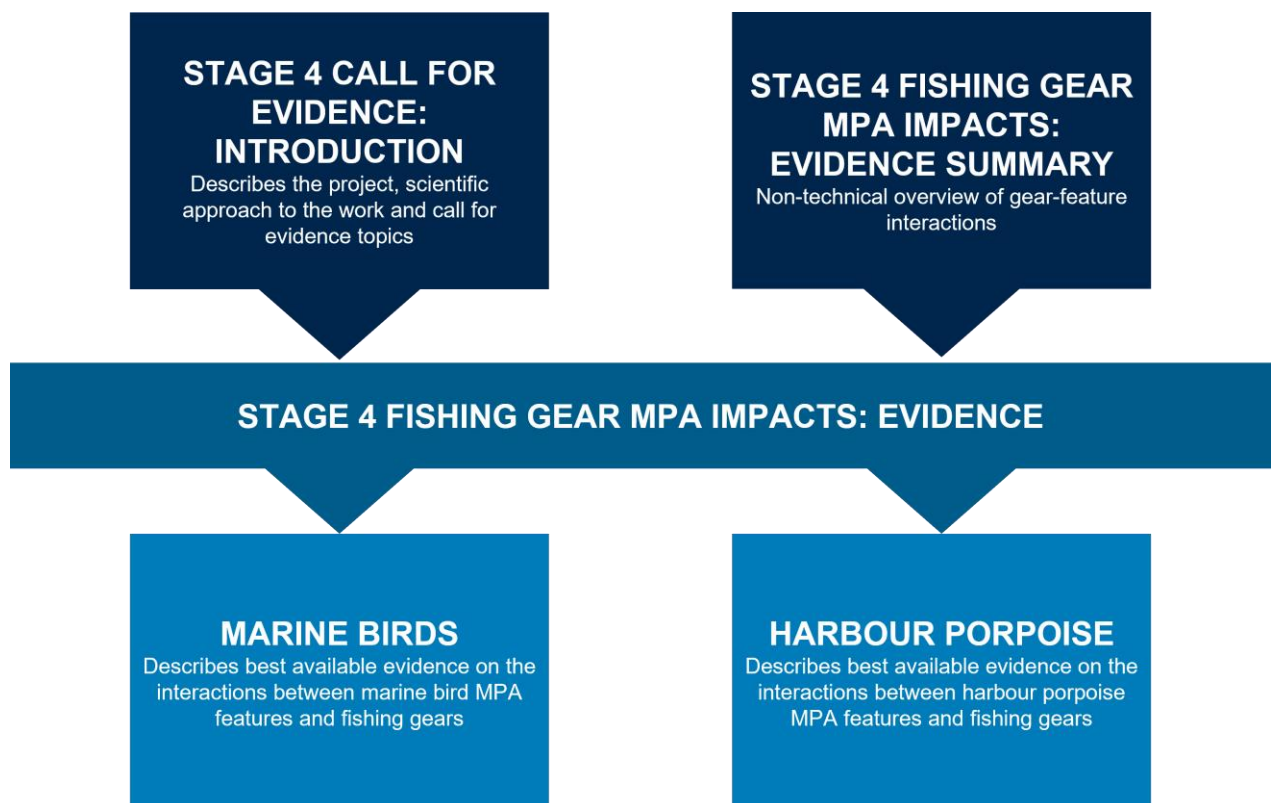 STAGE 4 CALL FOR
EVIDENCE:
INTRODUCTION
Describes the project, scientific
approach to the work and call for
evidence topics
STAGE 4 FISHING GEAR
MPA IMPACTS:
EVIDENCE SUMMARY
Non-technical overview of gear-feature
interactions
STAGE 4 FISHING GEAR MPA IMPACTS: EVIDENCE
MARINE BIRDS
Describes best available evidence on the
interactions between marine bird MPA
features and fishing gears
HARBOUR PORPOISE
Describes best available evidence on the
interactions between harbour porpoise
MPA features and fishing gears